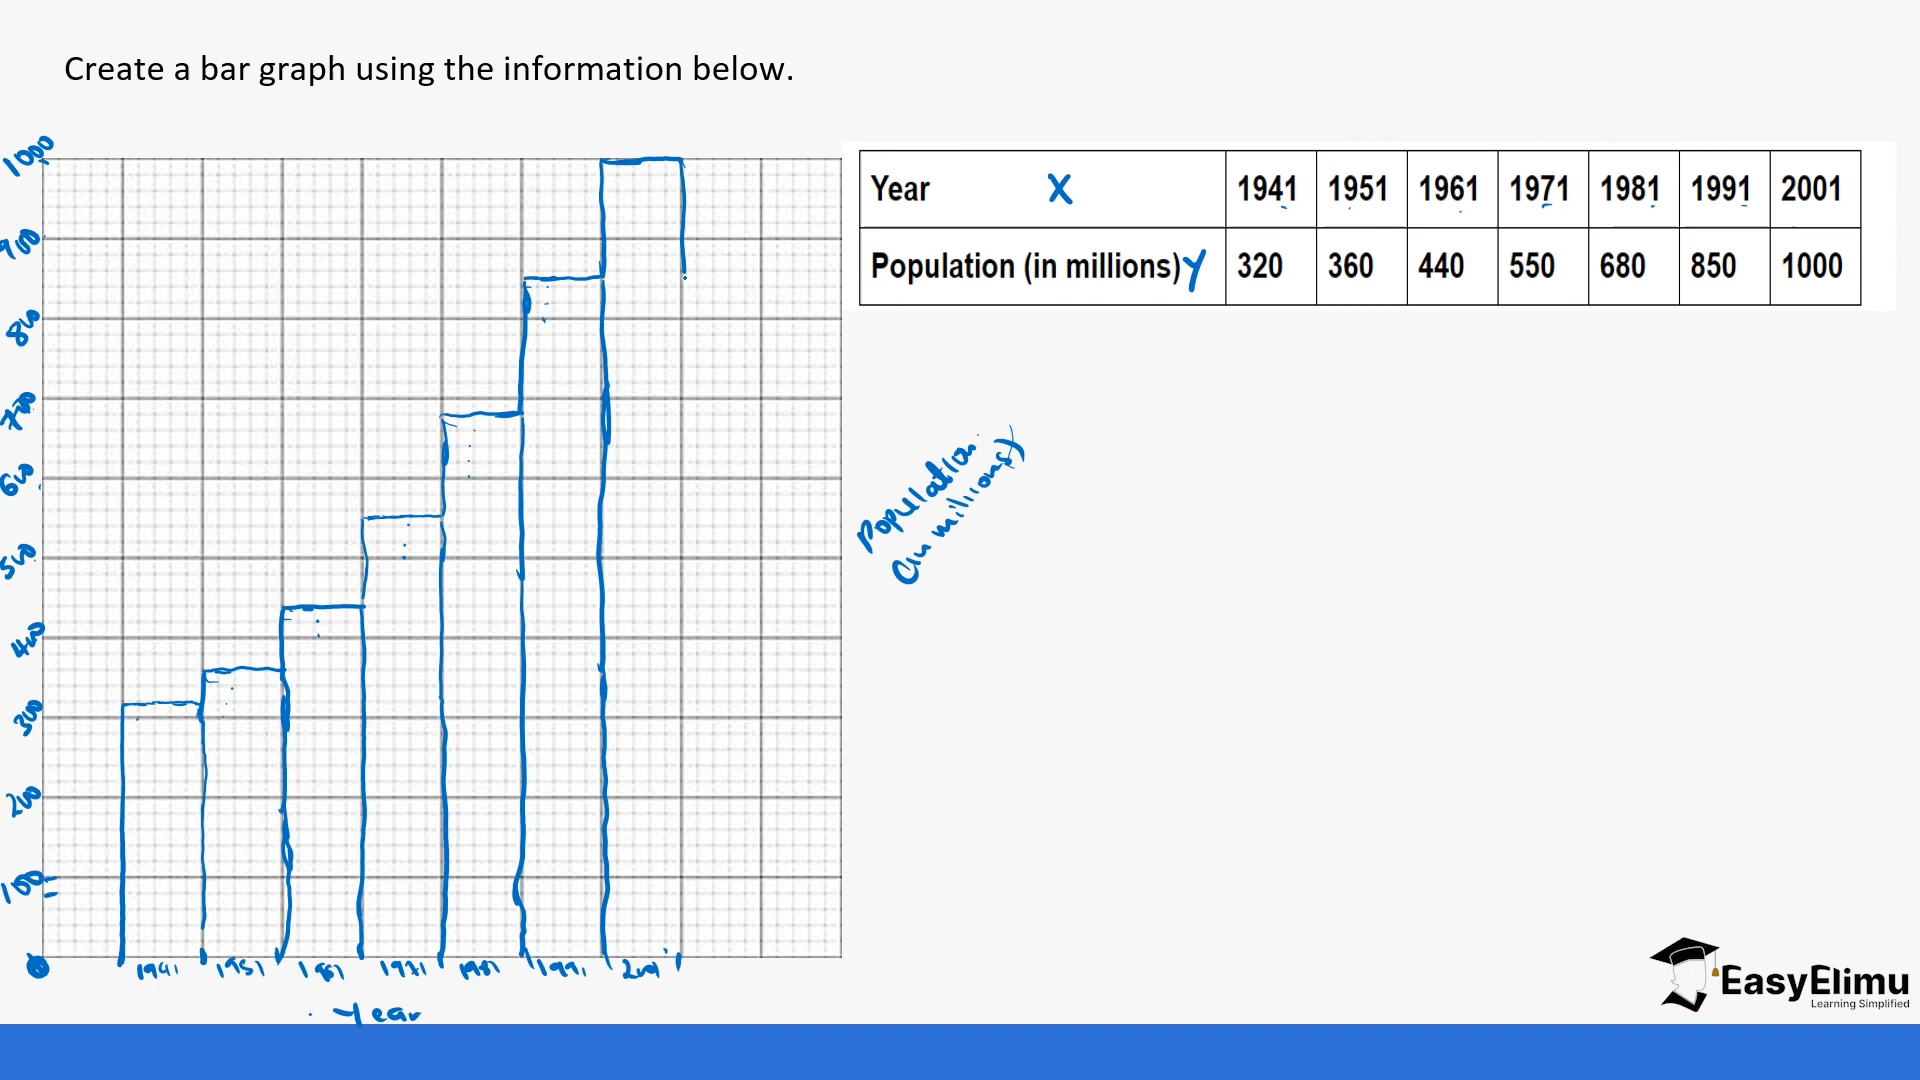 Create a bar graph using the information below.
1000
900
800
700
600
500
400
300
200
100
0
1941 1951 1961 1971 1981 1991 2001
Year
Year X 1941 1951 1961 1971 1981 1991 2001
Population (in millions) Y 320 360 440 550 680 850 1000
Population
(in millions)
EasyElimu
Learning Simplified